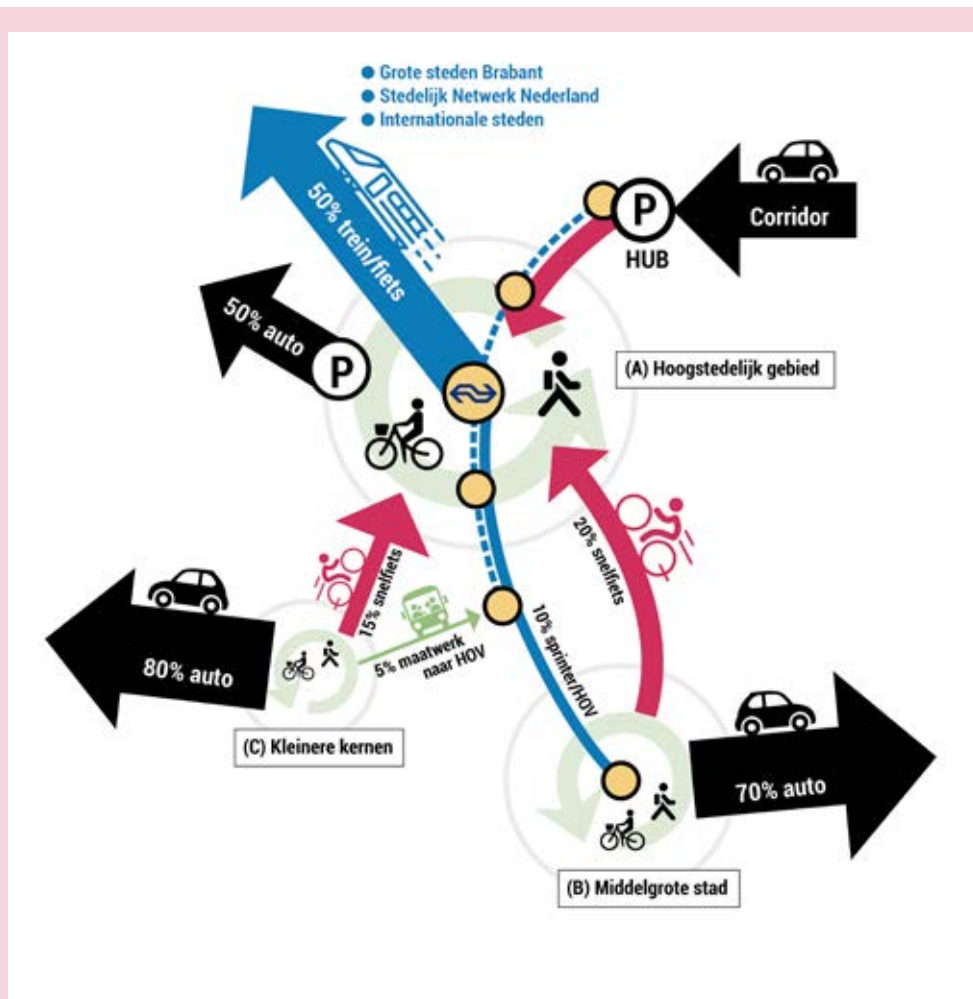 Grote steden Brabant
Stedelijk Netwerk Nederland
Internationale steden
50% trein/fiets
P
HUB
Corridor
50% auto
P
(A) Hoogstedelijk gebied
20% snelfiets
15% snelfiets
80% auto
5% maatwerk
naar HOV
10% sprinter/HOV
(C) Kleinere kernen
70% auto
(B) Middelgrote stad